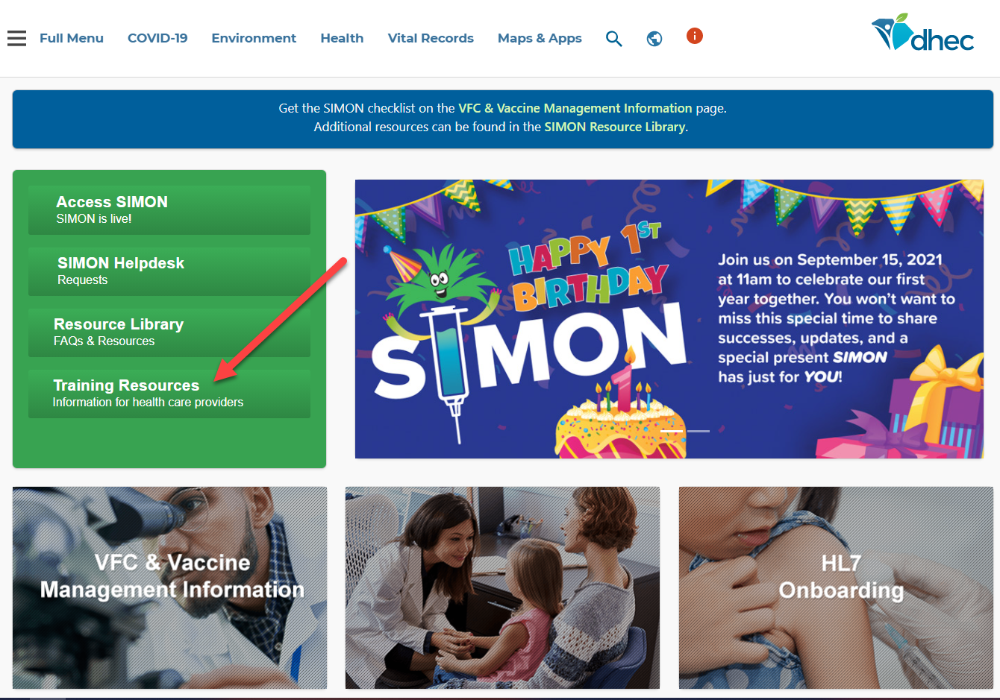 Full Menu COVID-19 Environment Health Vital Records Maps & Apps
dhec
Get the SIMON checklist on the VFC & Vaccine Management Information page.
Additional resources can be found in the SIMON Resource Library.
Access SIMON
SIMON is live!
SIMON Helpdesk
Requests
Resource Library
FAQs & Resources
Training Resources
Information for health care providers
HAPPY 1ST
BIRTHDAY
SIMON
1
Join us on September 15, 2021
at 11am to celebrate our first
year together. You won't want to
miss this special time to share
successes, updates, and a
special present SIMON
has just for YOU!
VFC & Vaccine
Management Information
HL7
Onboarding